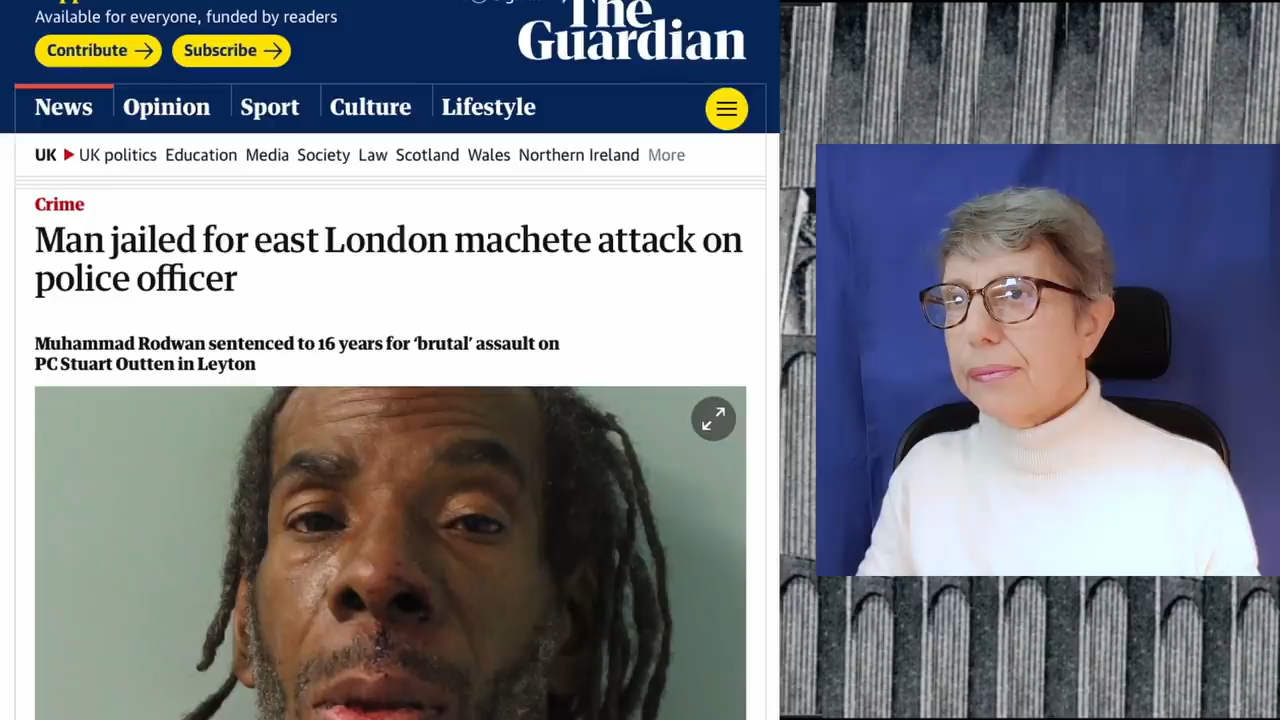 Available for everyone, funded by readers
Contribute →
Subscribe →
The
Guardian
News
Opinion
Sport
Culture
Lifestyle
UK
UK politics
Education
Media
Society
Law
Scotland
Wales
Northern Ireland
More
Crime
Man jailed for east London machete attack on
police officer
Muhammad Rodwan sentenced to 16 years for ‘brutal’ assault on
PC Stuart Outten in Leyton